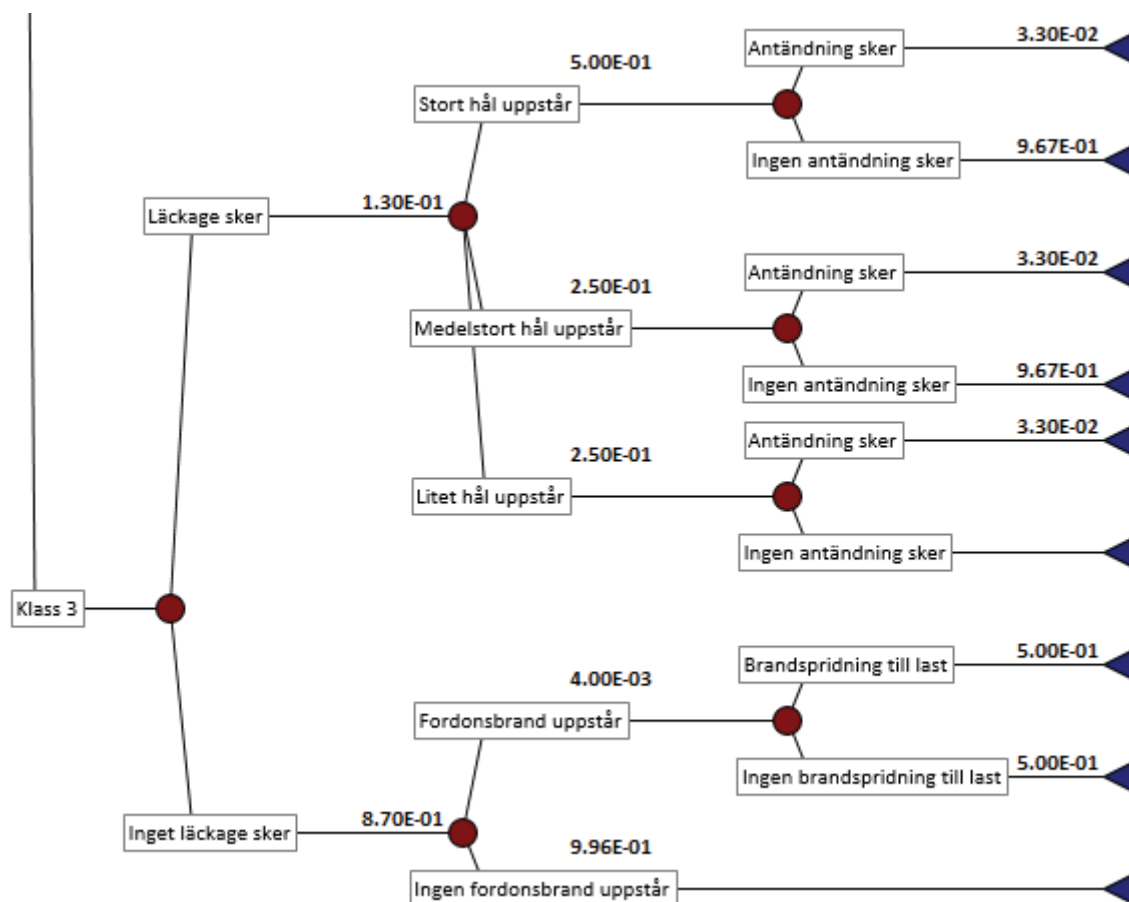 Antändning sker 3.30E-02
5.00E-01
Stort hål uppstår
Ingen antändning sker 9.67E-01
Läckage sker 1.30E-01
Antändning sker 3.30E-02
2.50E-01
Medelstort hål uppstår
Ingen antändning sker 9.67E-01
Antändning sker 3.30E-02
2.50E-01
Litet hål uppstår
Ingen antändning sker
Klass 3
Brandspridning till last 5.00E-01
4.00E-03
Fordonsbrand uppstår
Ingen brandspridning till last 5.00E-01
Inget läckage sker 8.70E-01
9.96E-01
Ingen fordonsbrand uppstår